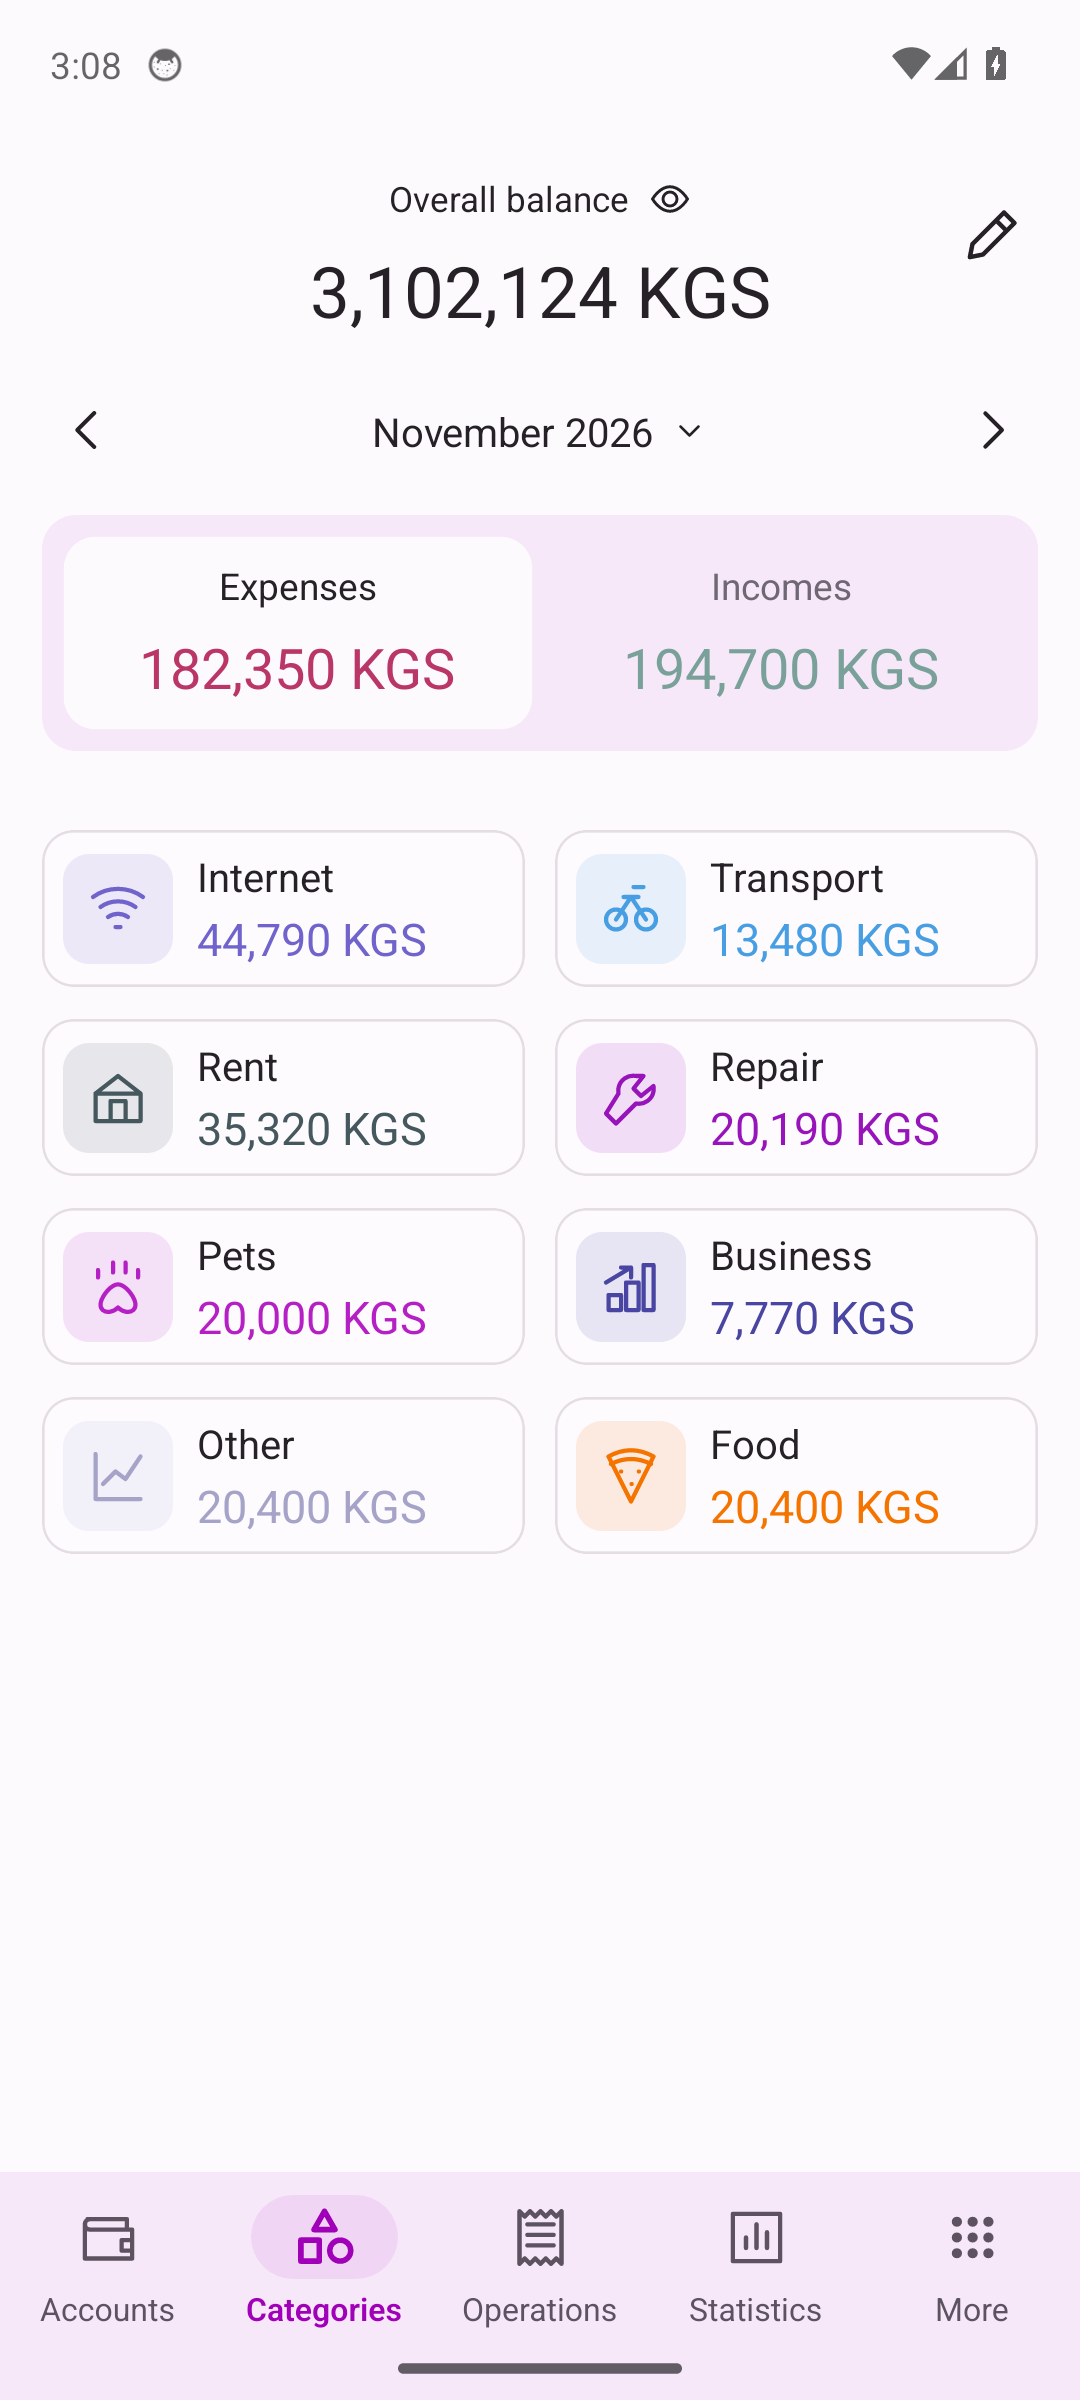 3:08
Overall balance
3,102,124 KGS
November 2026
Expenses
182,350 KGS
Incomes
194,700 KGS
Internet
44,790 KGS
Transport
13,480 KGS
Rent
35,320 KGS
Repair
20,190 KGS
Pets
20,000 KGS
Business
7,770 KGS
Other
20,400 KGS
Food
20,400 KGS
Accounts
Categories
Operations
Statistics
More